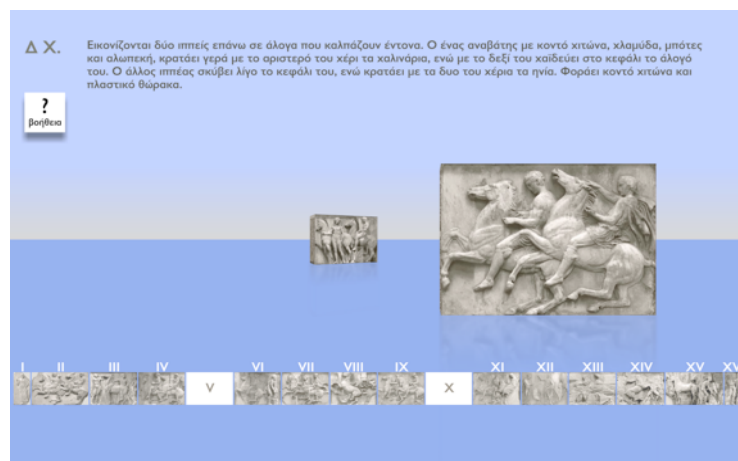 Δ Χ.
Εικονίζονται δύο ιππείς επάνω σε άλογα που καλπάζουν έντονα. Ο ένας αναβάτης με κοντό χιτώνα, χλαμύδα, μπότες
και αλωπεκή, κρατάει γερά με το αριστερό του χέρι τα χαλινάρια, ενώ με το δεξί του χαϊδεύει στο κεφάλι το άλογό
του. Ο άλλος ιππέας σκύβει λίγο το κεφάλι του, ενώ κρατάει με τα δυο του χέρια τα ηνία. Φοράει κοντό χιτώνα και
πλαστικό θώρακα.
?
βοήθεια
I II III IV V VI VII VIII IX X XI XII XIII XIV XV XV